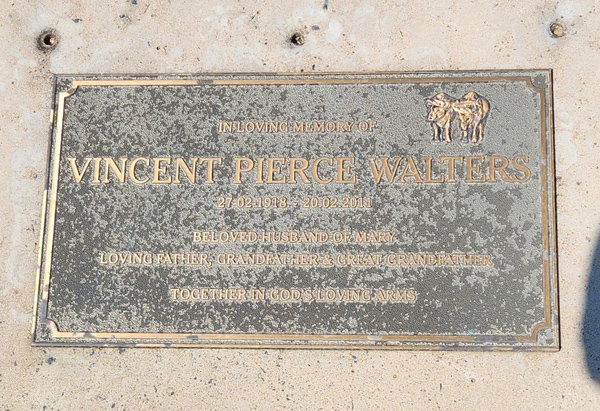 IN LOVING MEMORY OF
VINCENT PIERCE WALTERS
27-02-1918 - 20-02-2011
BELOVED HUSBAND OF MARY
LOVING FATHER, GRANDFATHER & GREAT GRANDFATHER
TOGETHER IN GOD'S LOVING ARMS